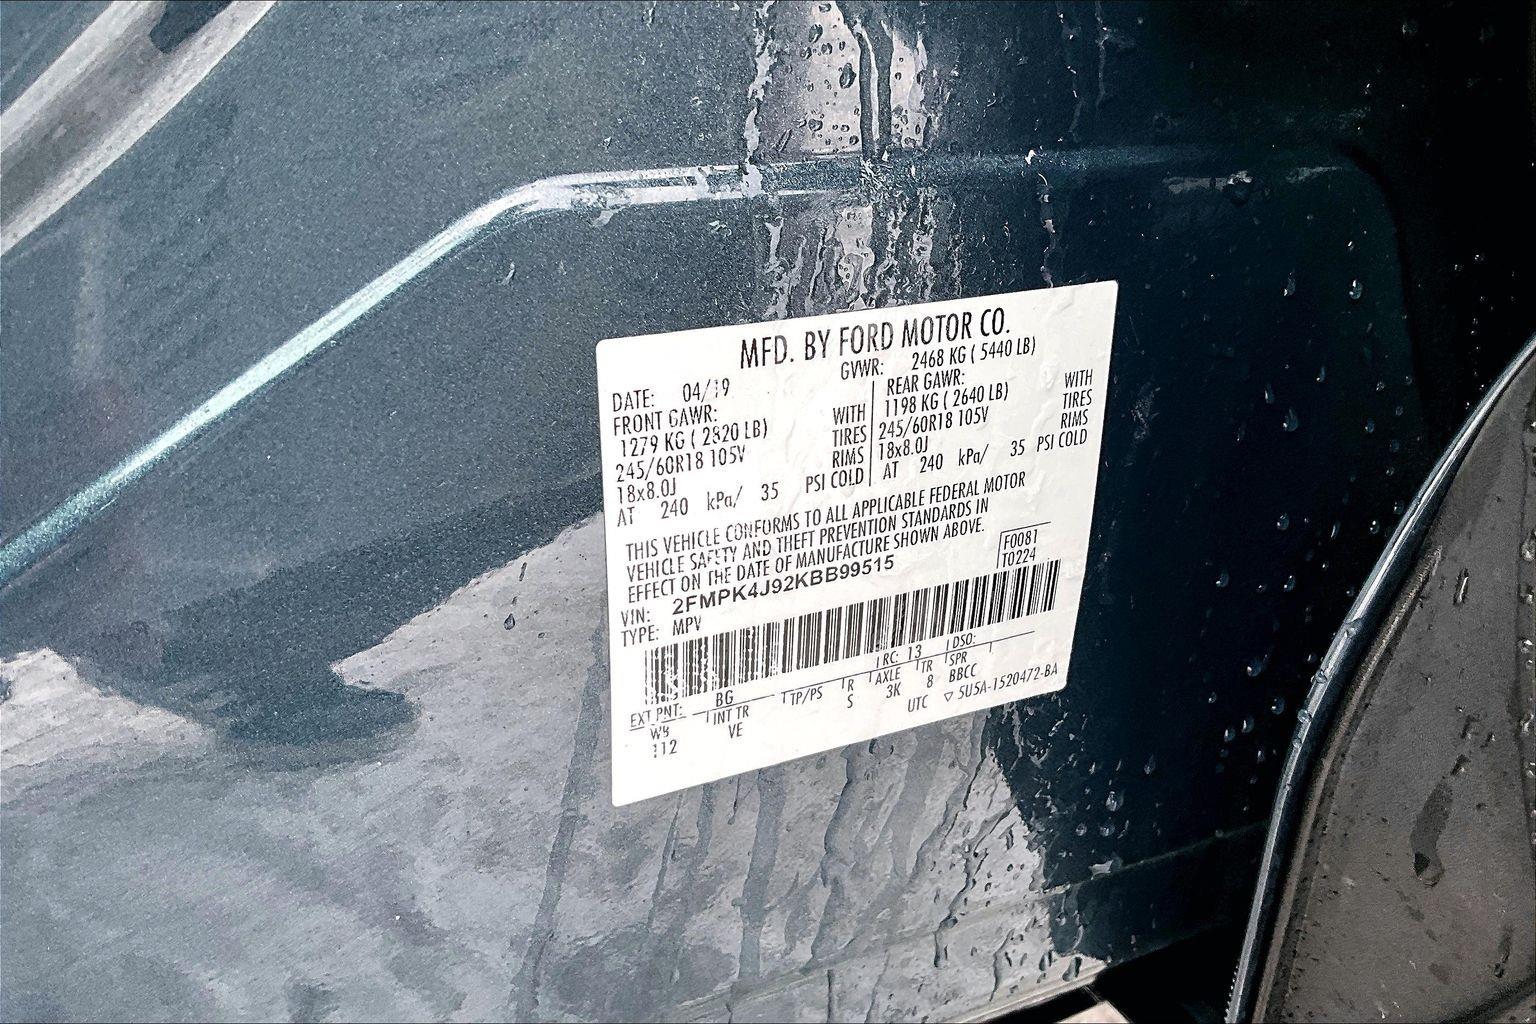 MFD. BY FORD MOTOR CO.
DATE: 04/19 GVWR: 2468 KG ( 5440 LB)
FRONT GAWR: WITH
1279 KG ( 2820 LB) TIRES
245/60R18 105V RIMS
18x8.0J
AT 240 kPa/ 35 PSI COLD
REAR GAWR: WITH
1198 KG ( 2640 LB) TIRES
245/60R18 105V RIMS
18x8.0J
AT 240 kPa/ 35 PSI COLD
THIS VEHICLE CONFORMS TO ALL APPLICABLE FEDERAL MOTOR
VEHICLE SAFETY AND THEFT PREVENTION STANDARDS IN
EFFECT ON THE DATE OF MANUFACTURE SHOWN ABOVE.
F0081
T0224
VIN: 2FMPK4J92KBB99515
TYPE: MPV
EXT PNT: BG RC: 13 DSO:
WB INT TR TP/PS R AXLE TR SPR
112 VE S 3K 8 BBCC
UTC ▽ 5U5A-1520472-BA